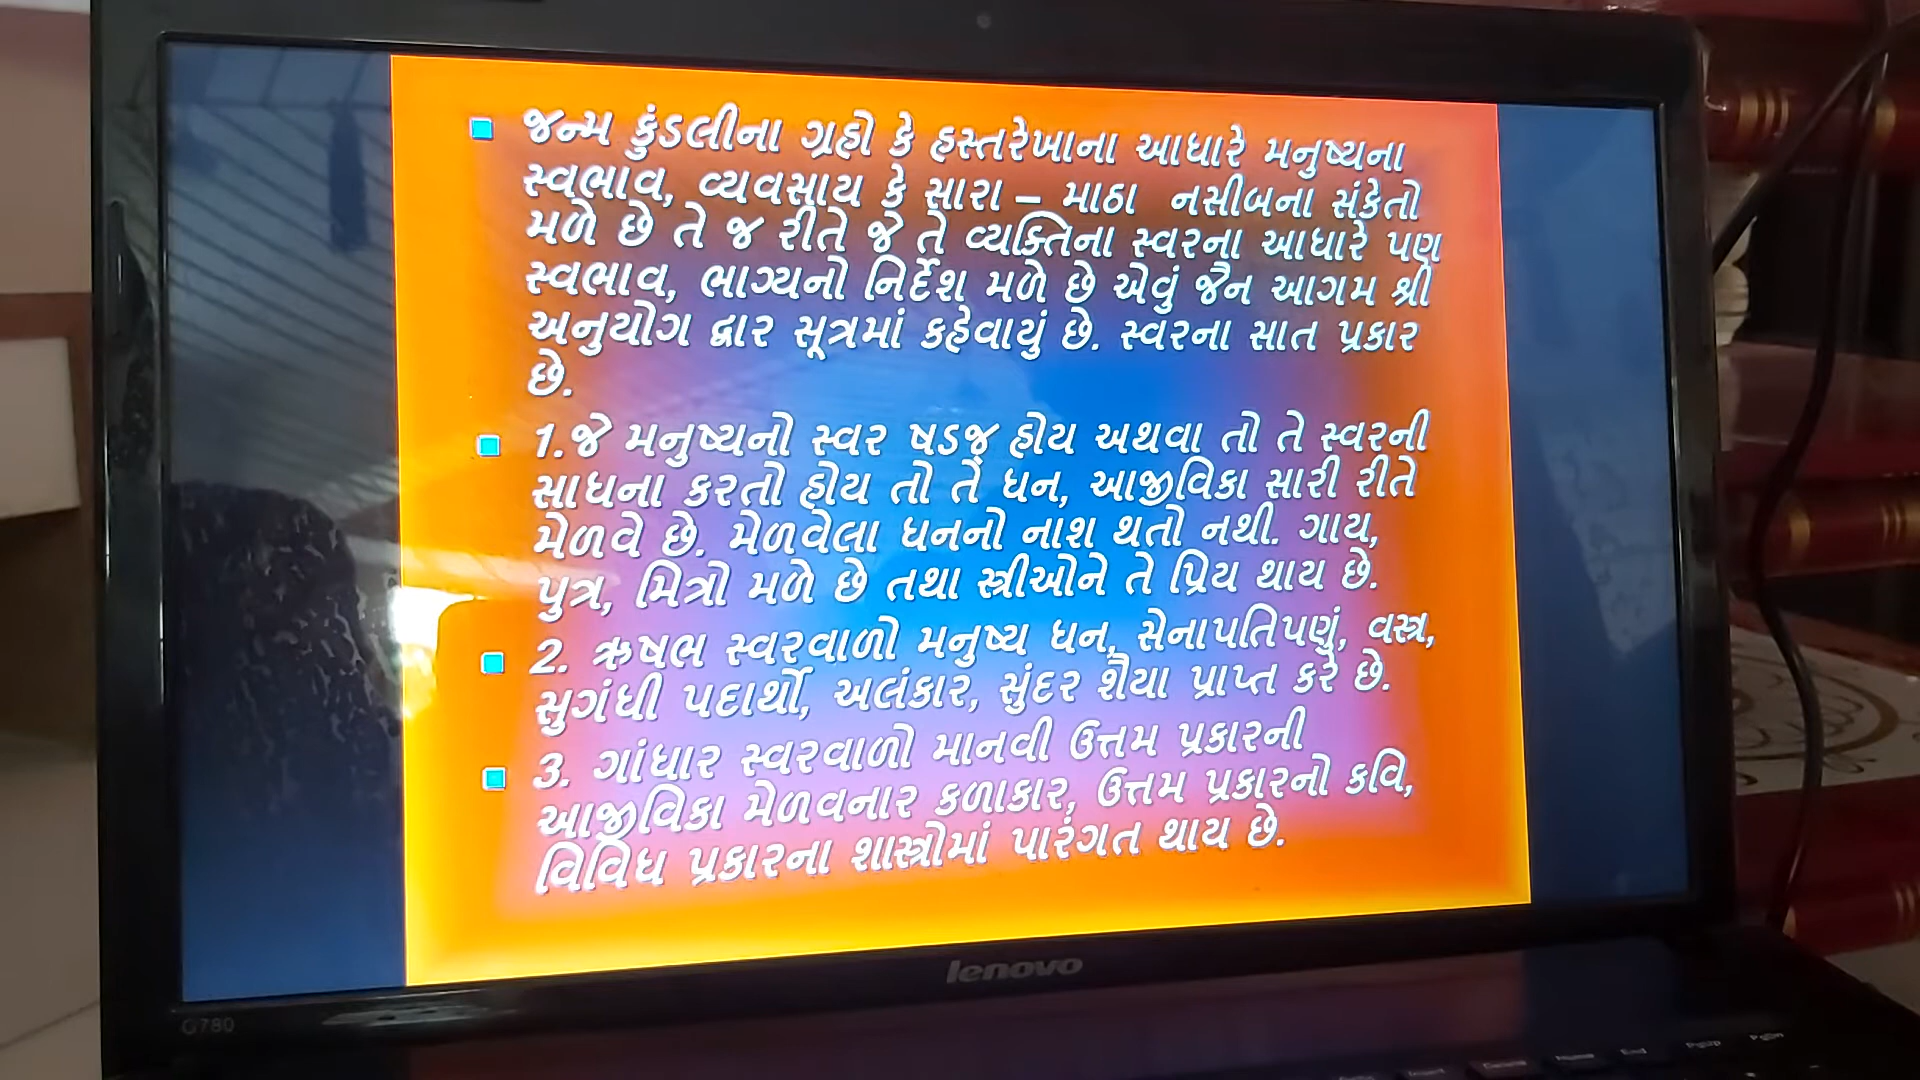 જન્મ કુંડલીના ગ્રહો કે હસ્તરેખાના આધારે મનુષ્યના
સ્વભાવ, વ્યવસાય કે સારા – માઠા નસીબના સંકેતો
મળે છે તે જ રીતે જે તે વ્યક્તિના સ્વરના આધારે પણ
સ્વભાવ, ભાગ્યનો નિર્દેશ મળે છે એવું જૈન આગમ શ્રી
અનુયોગ દ્વાર સૂત્રમાં કહેવાયું છે. સ્વરના સાત પ્રકાર
છે.
1.જે મનુષ્યનો સ્વર ષડજ્ હોય અથવા તો તે સ્વરની
સાધના કરતો હોય તો તે ધન, આજીવિકા સારી રીતે
મેળવે છે. મેળવેલા ધનનો નાશ થતો નથી. ગાય,
પુત્ર, મિત્રો મળે છે તથા સ્ત્રીઓને તે પ્રિય થાય છે.
2. ઋષભ સ્વરવાળો મનુષ્ય ધન, સેનાપતિપણું, વસ્ત્ર,
સુગંધી પદાર્થો, અલંકાર, સુંદર શૈયા પ્રાપ્ત કરે છે.
3. ગાંધાર સ્વરવાળો માનવી ઉત્તમ પ્રકારની
આજીવિકા મેળવનાર કળાકાર, ઉત્તમ પ્રકારનો કવિ,
વિવિધ પ્રકારના શાસ્ત્રોમાં પારંગત થાય છે.
lenovo
G780
End
PgUp
PgDn